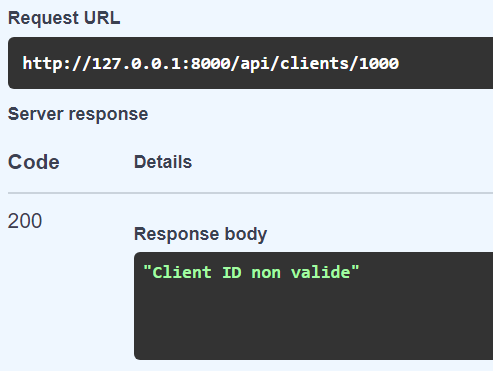 Request URL
http://127.0.0.1:8000/api/clients/1000
Server response
Code Details
200
Response body
"Client ID non valide"